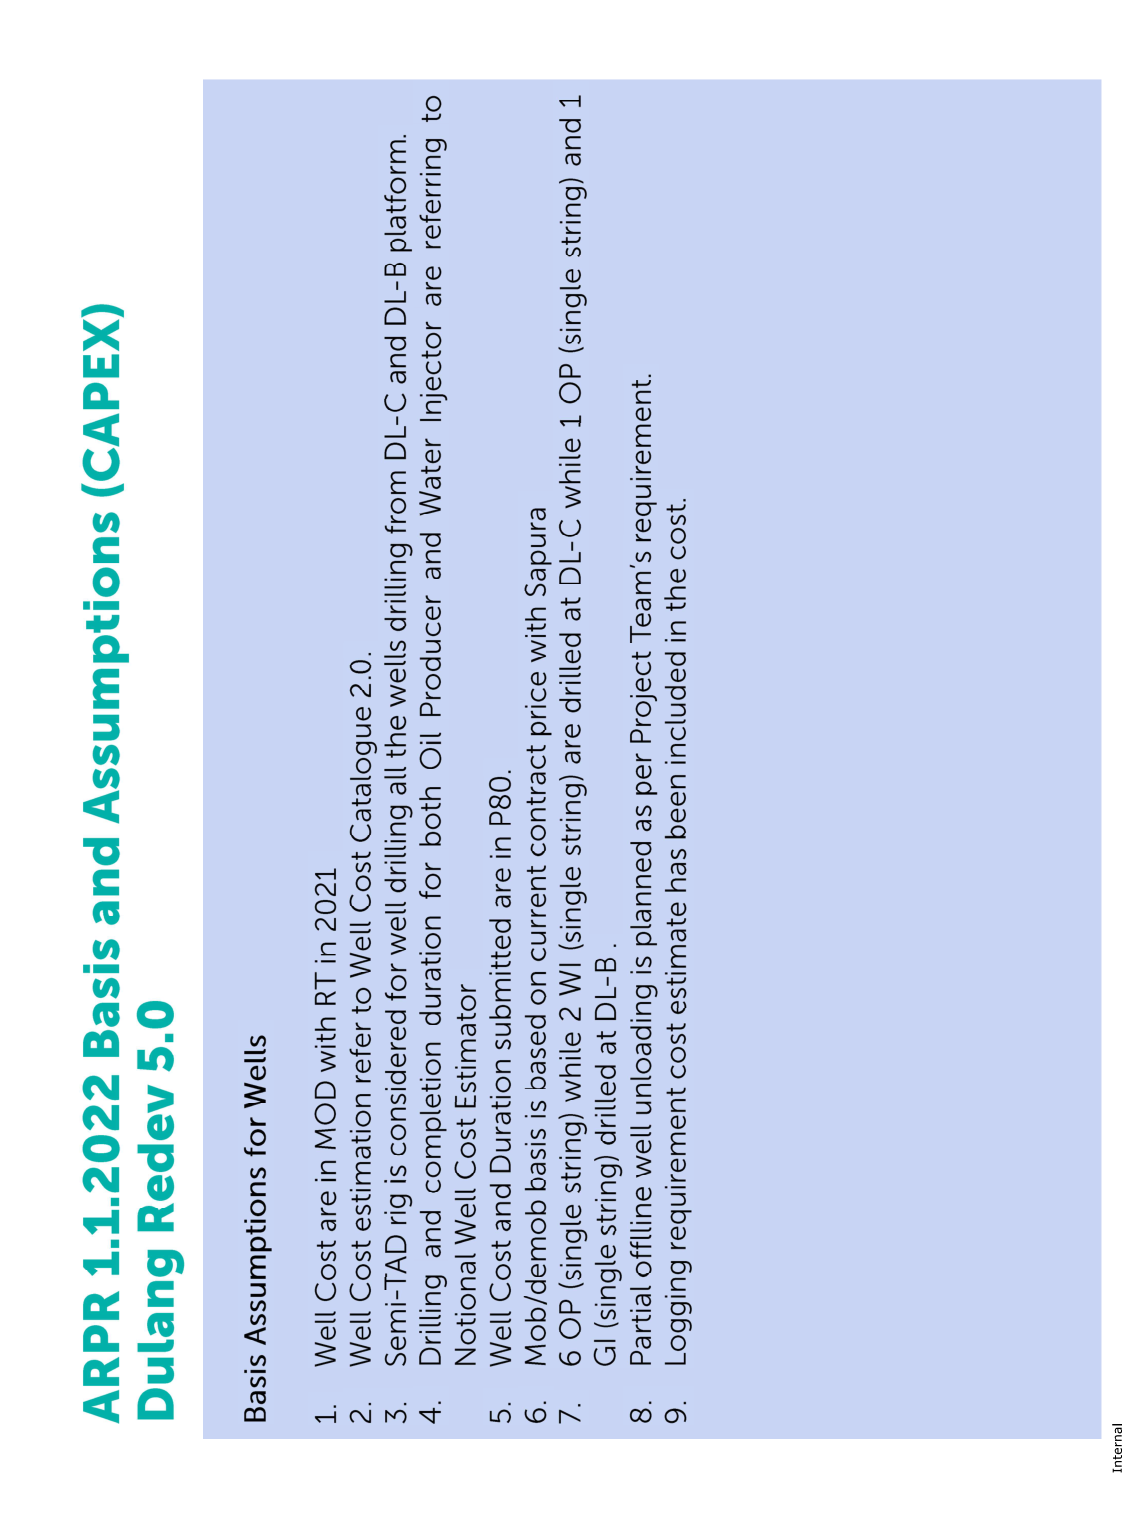 ARPR 1.1.2022 Basis and Assumptions (CAPEX)
Dulang Redev 5.0
Basis Assumptions for Wells
1. Well Cost are in MOD with RT in 2021
2. Well Cost estimation refer to Well Cost Catalogue 2.0.
3. Semi-TAD rig is considered for well drilling all the wells drilling from DL-C and DL-B platform.
4. Drilling and completion duration for both Oil Producer and Water Injector are referring to
Notional Well Cost Estimator
5. Well Cost and Duration submitted are in P80.
6. Mob/demob basis is based on current contract price with Sapura
7. 6 OP (single string) while 2 WI (single string) are drilled at DL-C while 1 OP (single string) and 1
GI (single string) drilled at DL-B .
8. Partial offlline well unloading is planned as per Project Team’s requirement.
9. Logging requirement cost estimate has been included in the cost.
Internal